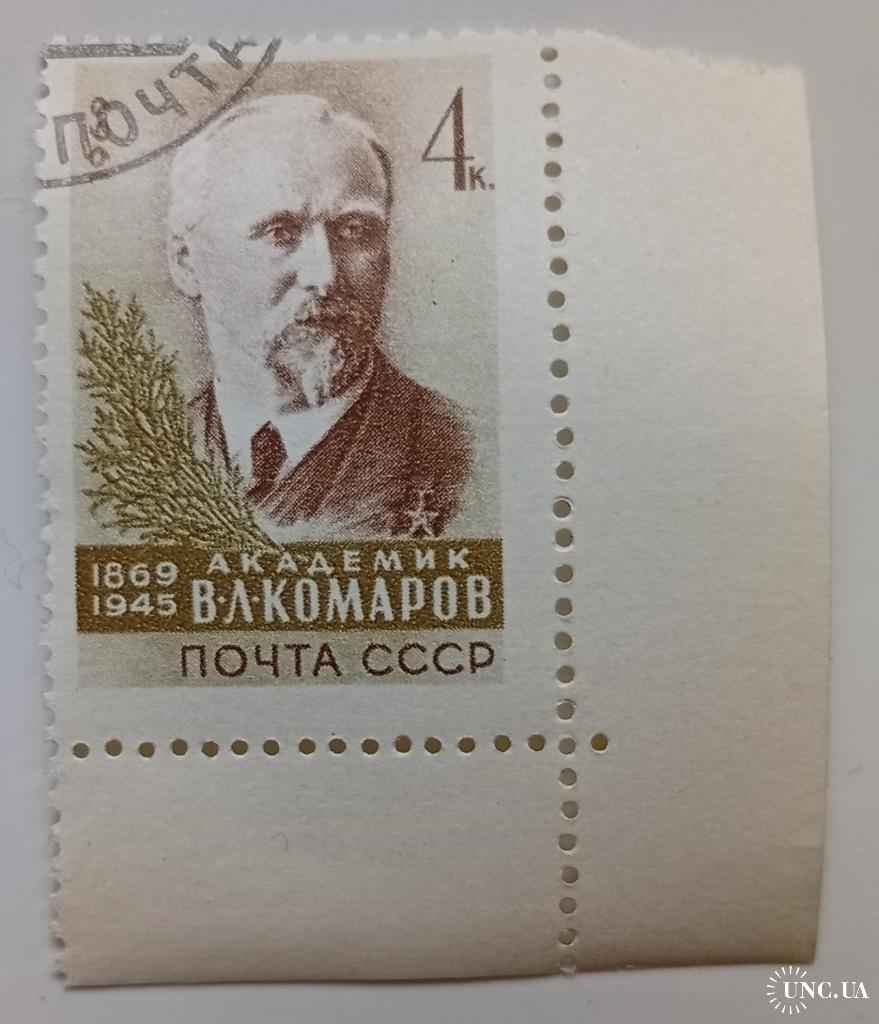 ПОЧТА
4к.
1869
1945
АКАДЕМИК
В·Л·КОМАРОВ
ПОЧТА СССР
UNC.UA